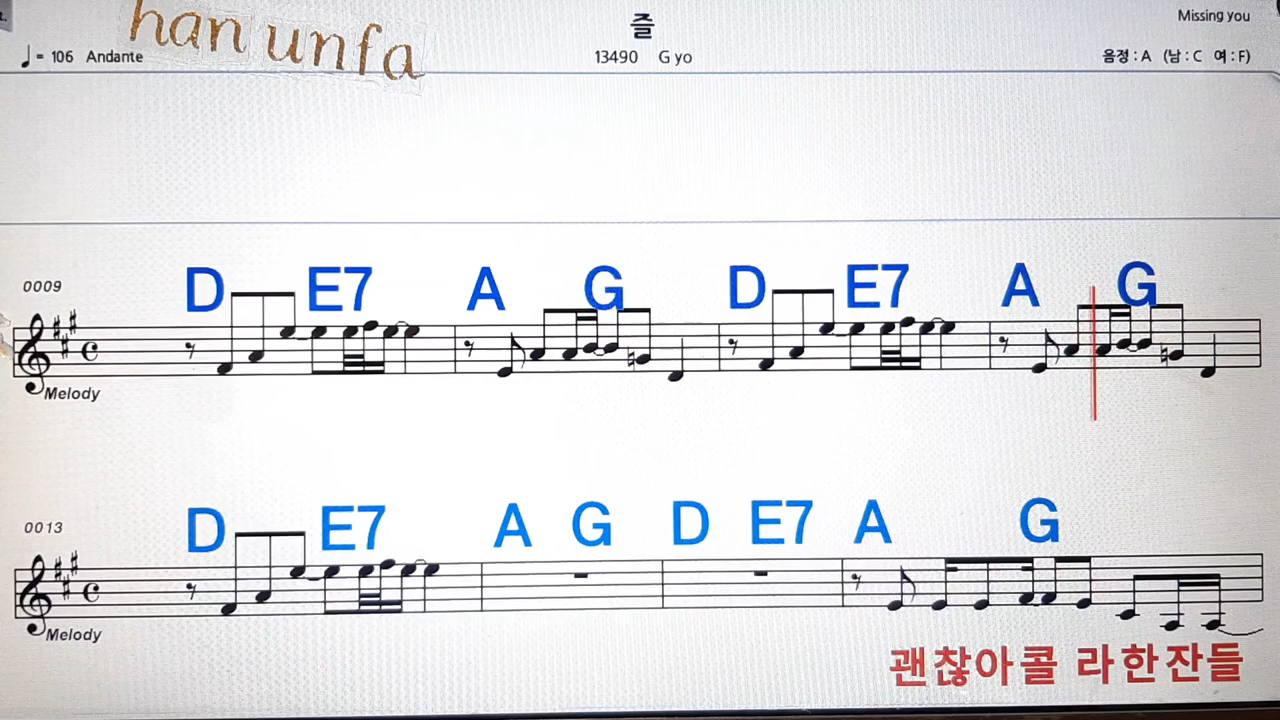 han unfa
즐
Missing you
♩ = 106 Andante
13490 G yo
음정 : A (남 : C 여 : F)
0009
D E7 A G D E7 A G
Melody
0013
D E7 A G D E7 A G
Melody
괜찮아콜 라한잔들